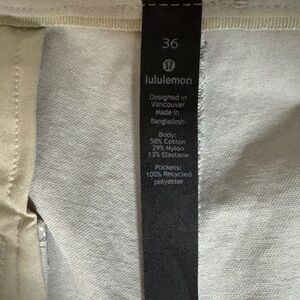 36
lululemon
Designed in
Vancouver
Made in
Bangladesh
Body:
58% Cotton
29% Nylon
13% Elastane
Pockets:
100% Recycled
polyester